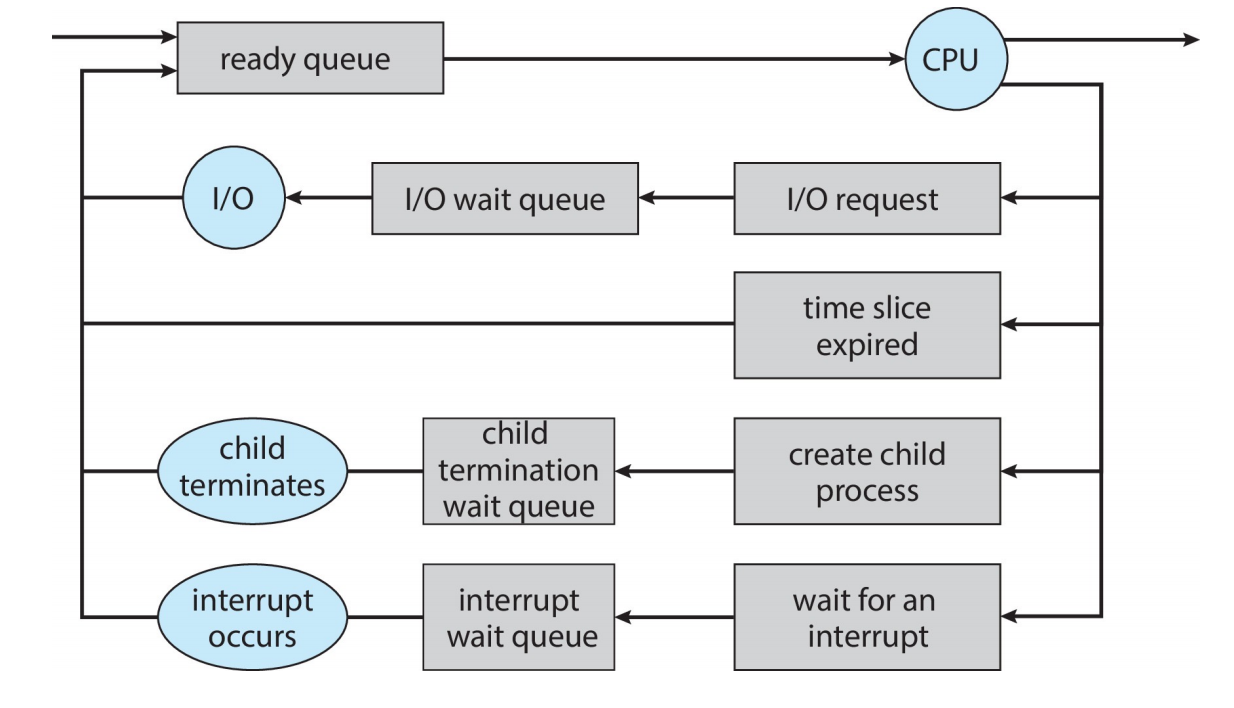 ready queue
CPU
I/O
I/O wait queue
I/O request
time slice
expired
child
terminates
child
termination
wait queue
create child
process
interrupt
occurs
interrupt
wait queue
wait for an
interrupt